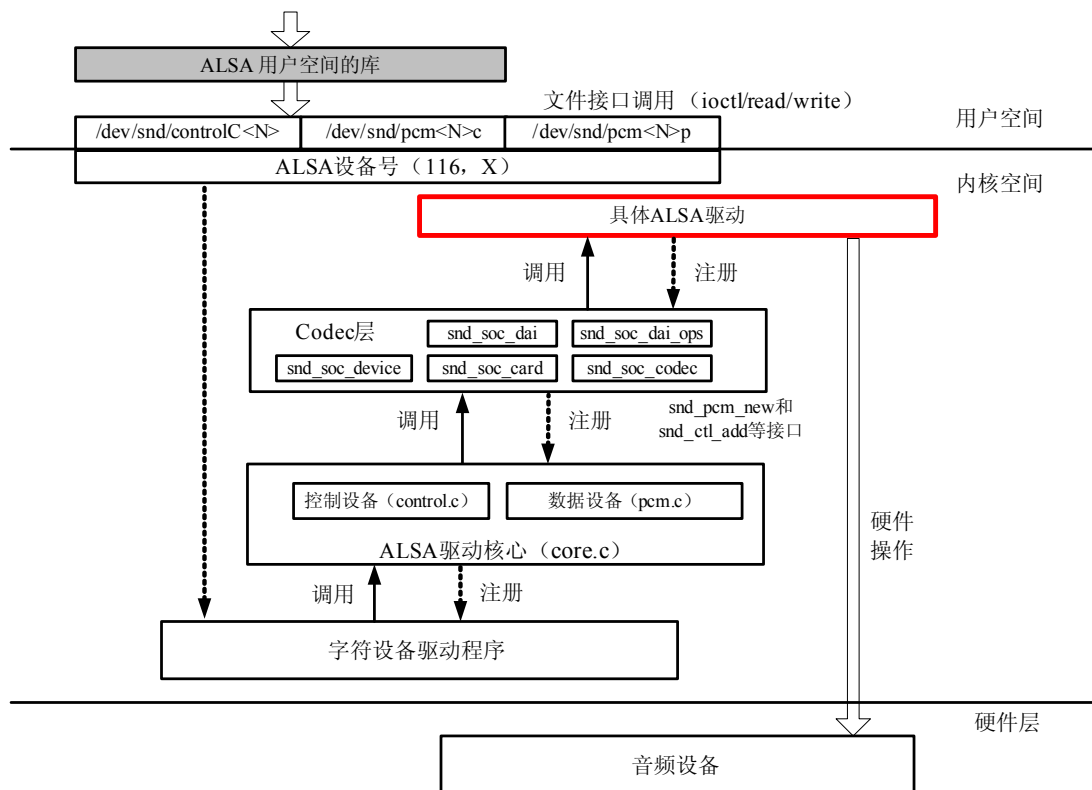 ALSA 用户空间的库
文件接口调用（ioctl/read/write）
用户空间
/dev/snd/controlC<N>
/dev/snd/pcm<N>c
/dev/snd/pcm<N>p
ALSA设备号（116，X）
内核空间
具体ALSA驱动
调用
注册
Codec层
snd_soc_dai
snd_soc_dai_ops
snd_soc_device
snd_soc_card
snd_soc_codec
调用
注册
snd_pcm_new和
snd_ctl_add等接口
控制设备（control.c）
数据设备（pcm.c）
ALSA驱动核心（core.c）
硬件
操作
调用
注册
字符设备驱动程序
硬件层
音频设备